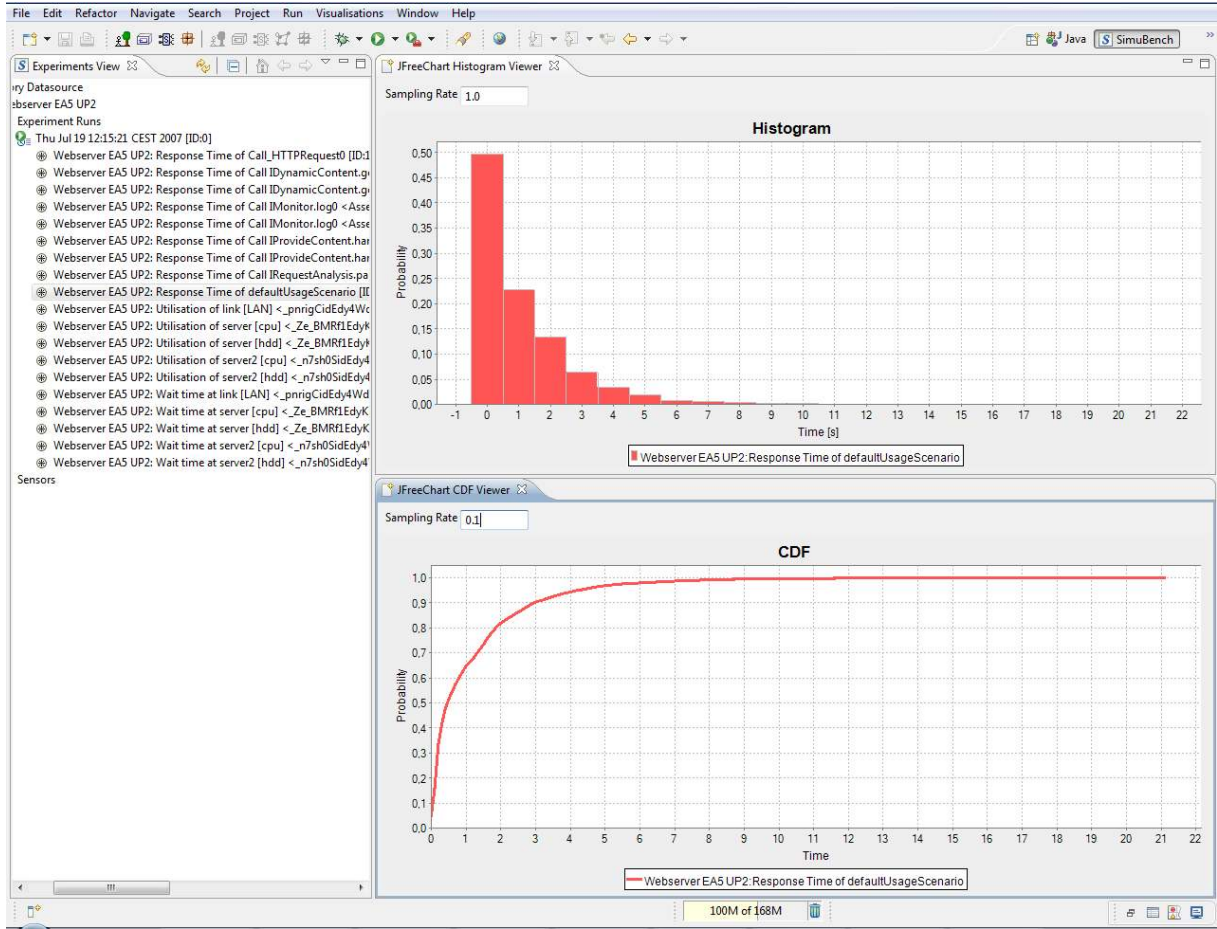 File Edit Refactor Navigate Search Project Run Visualisations Window Help
Java SimuBench
Experiments View
ry Datasource
ebserver EA5 UP2
Experiment Runs
Thu Jul 19 12:15:21 CEST 2007 [ID:0]
Webserver EA5 UP2: Response Time of Call_HTTPRequest0 [ID:1
Webserver EA5 UP2: Response Time of Call IDynamicContent.ge
Webserver EA5 UP2: Response Time of Call IDynamicContent.ge
Webserver EA5 UP2: Response Time of Call IMonitor.log0 <Asse
Webserver EA5 UP2: Response Time of Call IMonitor.log0 <Asse
Webserver EA5 UP2: Response Time of Call IProvideContent.har
Webserver EA5 UP2: Response Time of Call IProvideContent.har
Webserver EA5 UP2: Response Time of Call IRequestAnalysis.pa
Webserver EA5 UP2: Response Time of defaultUsageScenario [ID
Webserver EA5 UP2: Utilisation of link [LAN] <_pnrigCidEdy4Wd
Webserver EA5 UP2: Utilisation of server [cpu] <_Ze_BMRf1EdyK
Webserver EA5 UP2: Utilisation of server [hdd] <_Ze_BMRf1EdyK
Webserver EA5 UP2: Utilisation of server2 [cpu] <_n7sh0SidEdy4
Webserver EA5 UP2: Utilisation of server2 [hdd] <_n7sh0SidEdy4
Webserver EA5 UP2: Wait time at link [LAN] <_pnrigCidEdy4Wd
Webserver EA5 UP2: Wait time at server [cpu] <_Ze_BMRf1EdyK
Webserver EA5 UP2: Wait time at server [hdd] <_Ze_BMRf1EdyK
Webserver EA5 UP2: Wait time at server2 [cpu] <_n7sh0SidEdy4
Webserver EA5 UP2: Wait time at server2 [hdd] <_n7sh0SidEdy4
Sensors
JFreeChart Histogram Viewer
Sampling Rate 1.0
Histogram
Probability
0,50
0,45
0,40
0,35
0,30
0,25
0,20
0,15
0,10
0,05
0,00
-1 0 1 2 3 4 5 6 7 8 9 10 11 12 13 14 15 16 17 18 19 20 21 22
Time [s]
Webserver EA5 UP2:Response Time of defaultUsageScenario
JFreeChart CDF Viewer
Sampling Rate 0.1
CDF
Probability
1,0
0,9
0,8
0,7
0,6
0,5
0,4
0,3
0,2
0,1
0,0
0 1 2 3 4 5 6 7 8 9 10 11 12 13 14 15 16 17 18 19 20 21 22
Time
Webserver EA5 UP2:Response Time of defaultUsageScenario
100M of 168M